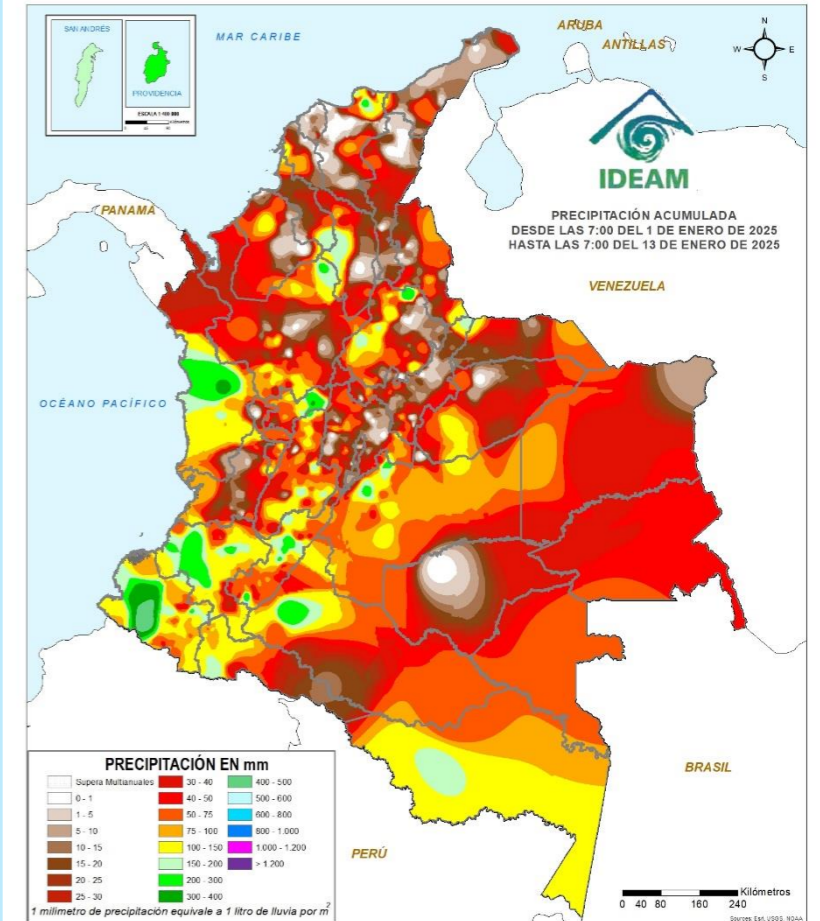 SAN ANDRÉS
PROVIDENCIA
MAR CARIBE
ARUBA
ANTILLAS
N
W
E
S
IDEAM
PRECIPITACIÓN ACUMULADA
DESDE LAS 7:00 DEL 1 DE ENERO DE 2025
HASTA LAS 7:00 DEL 13 DE ENERO DE 2025
PANAMÁ
VENEZUELA
OCÉANO PACÍFICO
BRASIL
PERÚ
PRECIPITACIÓN EN mm
Supera Multianuales
0 - 1
1 - 5
5 - 10
10 - 15
15 - 20
20 - 25
25 - 30
30 - 40
40 - 50
50 - 75
75 - 100
100 - 150
150 - 200
200 - 300
300 - 400
400 - 500
500 - 600
600 - 800
800 - 1.000
1.000 - 1.200
> 1.200
1 milímetro de precipitación equivale a 1 litro de lluvia por m²
Kilómetros
0 40 80 160 240
Sources: Esri, USGS, NOAA